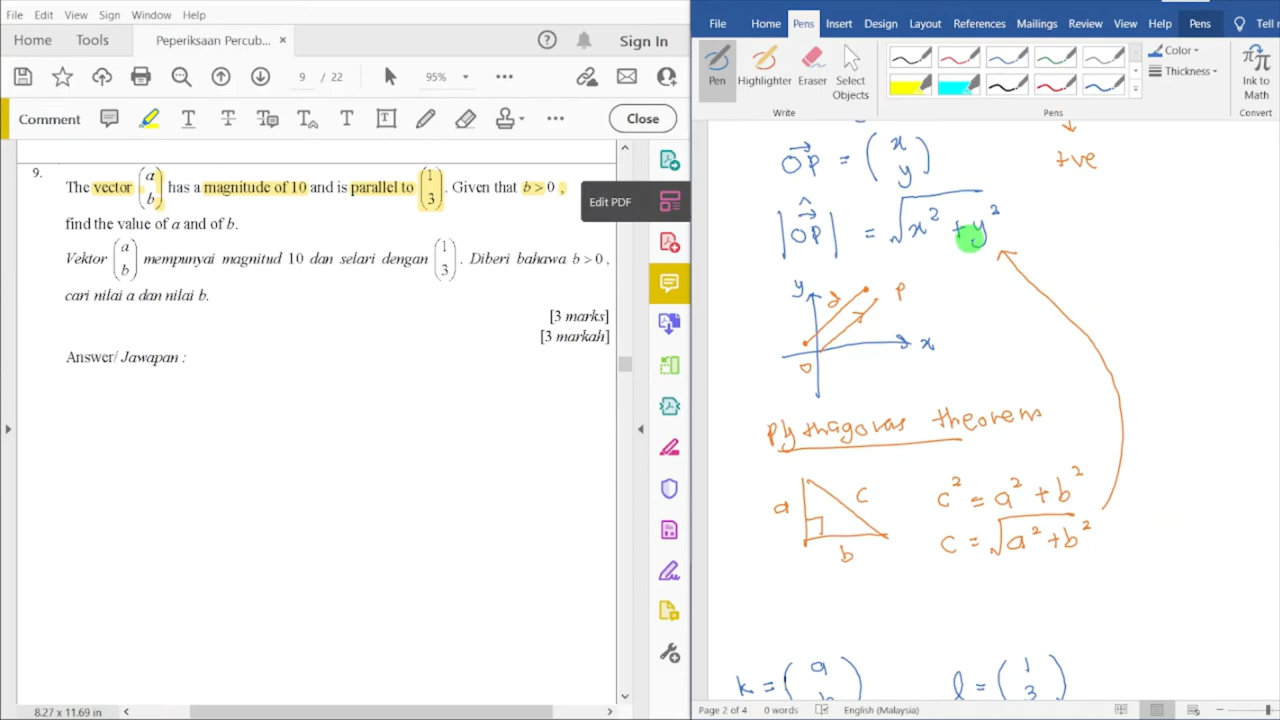 File View Sign Window Help
Home Tools Peperiksaan Percub... × Sign In
9 / 22 95%
Comment Close
9.
The vector (a b) has a magnitude of 10 and is parallel to (1 3). Given that b > 0 ,
find the value of a and of b.
Vektor (a b) mempunyai magnitud 10 dan selari dengan (1 3). Diberi bahawa b > 0 ,
cari nilai a dan nilai b.
[3 marks]
[3 markah]
Answer/ Jawapan :
Edit PDF
8.27 x 11.69 in
File Home Pens Insert Design Layout References Mailings Review View Help Pens Tell
Pen Highlighter Eraser Select Objects
Color
Thickness
Ink to Math
Write Pens Convert
OP = (x y)
+ve
|OP| = √x² + y²
y P
d
x
O
Pythagoras theorem
a c b
c² = a² + b²
c = √a² + b²
k = (a b) l = (1 3)
Page 2 of 4 0 words English (Malaysia)